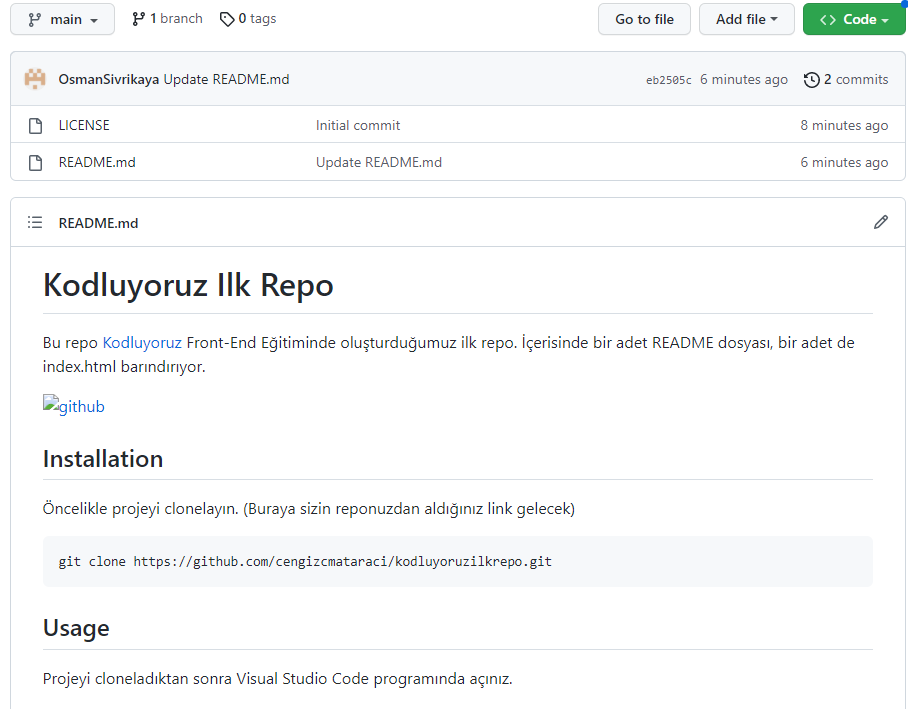 main 1 branch 0 tags Go to file Add file Code
OsmanSivrikaya Update README.md eb2505c 6 minutes ago 2 commits
LICENSE Initial commit 8 minutes ago
README.md Update README.md 6 minutes ago
README.md
Kodluyoruz Ilk Repo
Bu repo Kodluyoruz Front-End Eğitiminde oluşturduğumuz ilk repo. İçerisinde bir adet README dosyası, bir adet de
index.html barındırıyor.
github
Installation
Öncelikle projeyi clonelayın. (Buraya sizin reponuzdan aldığınız link gelecek)
git clone https://github.com/cengizcmataraci/kodluyoruzilkrepo.git
Usage
Projeyi cloneladıktan sonra Visual Studio Code programında açınız.